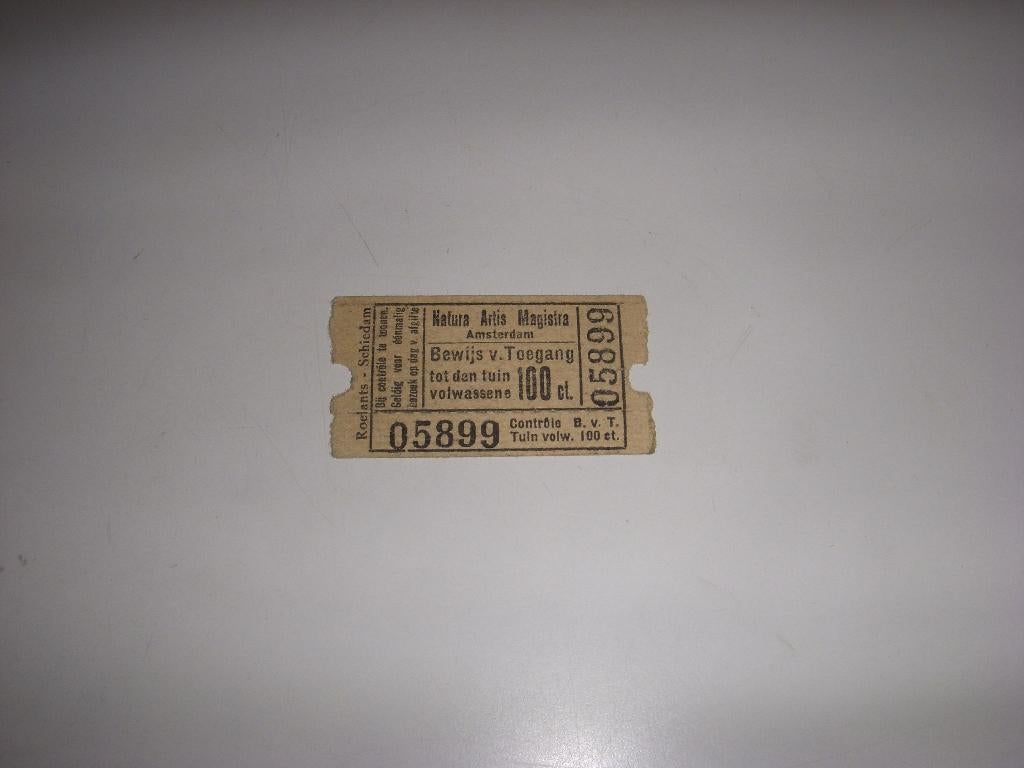 Roelants - Schiedam
Bij contrôle te toonen.
Geldig voor éénmalig
bezoek op dag v. afgifte
Natura Artis Magistra
Amsterdam
Bewijs v. Toegang
tot den tuin
volwassene 100 ct.
05899
05899
Contrôle B. v. T.
Tuin volw. 100 ct.